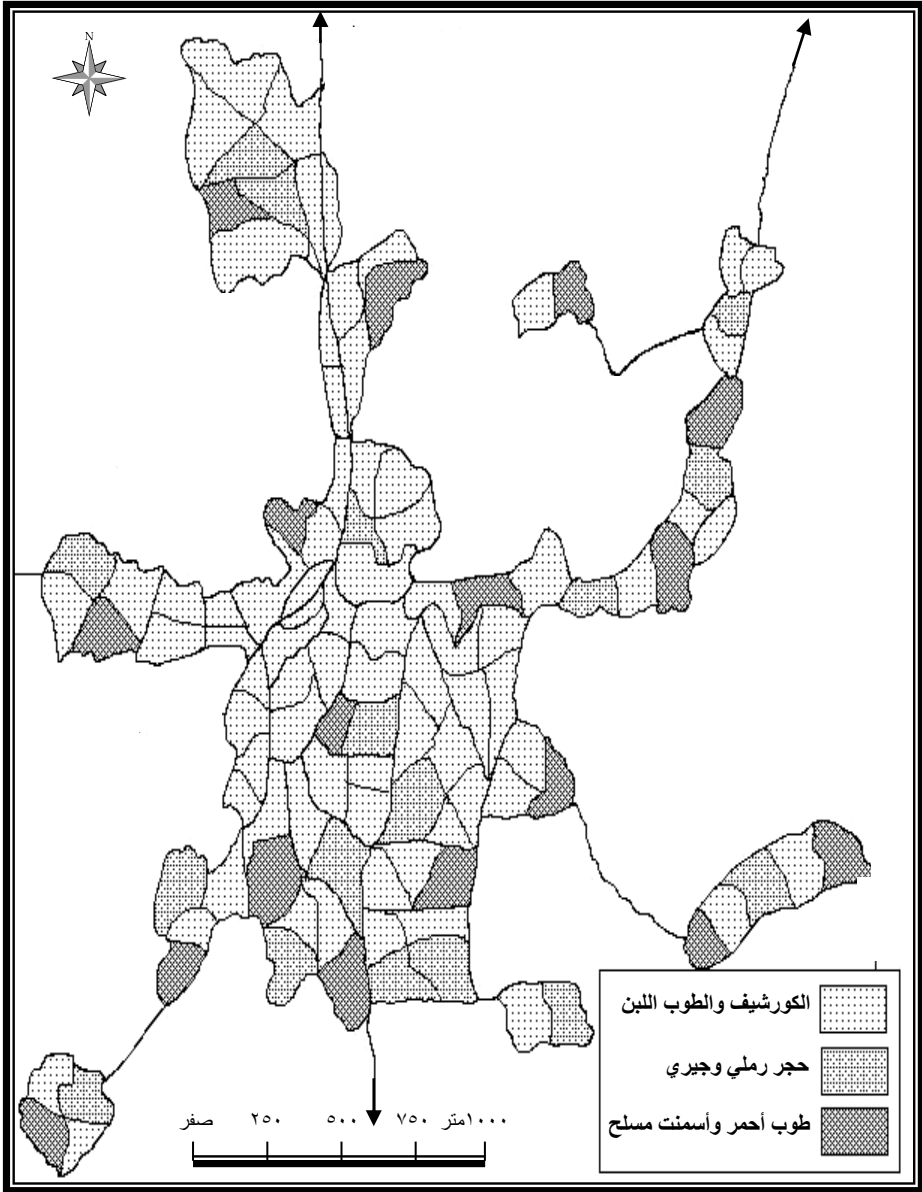 N
الكورشيف والطوب اللبن
حجر رملي وجيري
طوب أحمر وأسمنت مسلح
صفر ٢٥٠ ٥٠٠ ٧٥٠ ١٠٠٠متر